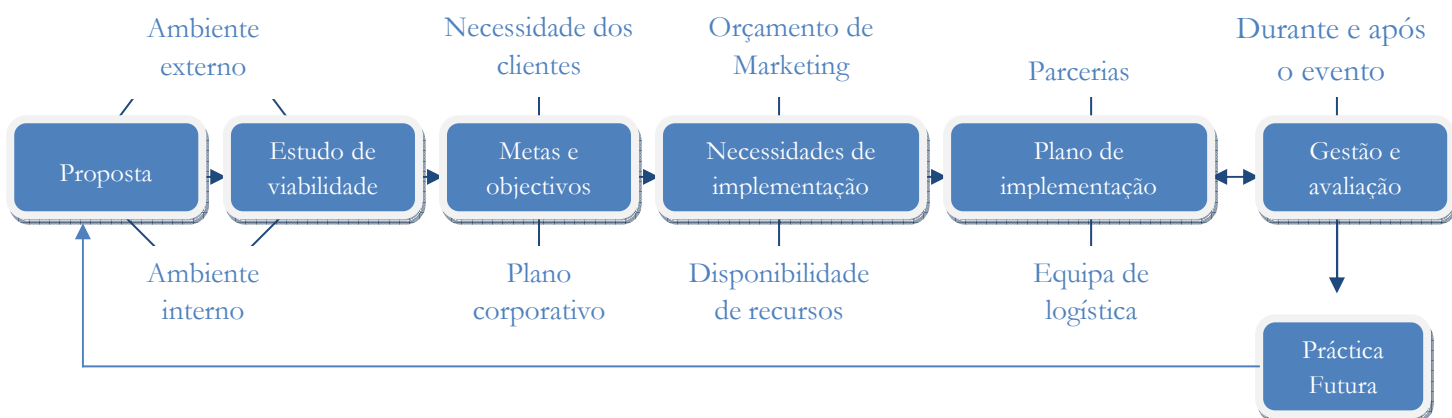 Ambiente
externo
Necessidade dos
clientes
Orçamento de
Marketing
Parcerias
Durante e após
o evento
Proposta
Estudo de
viabilidade
Metas e
objectivos
Necessidades de
implementação
Plano de
implementação
Gestão e
avaliação
Ambiente
interno
Plano
corporativo
Disponibilidade
de recursos
Equipa de
logística
Práctica
Futura